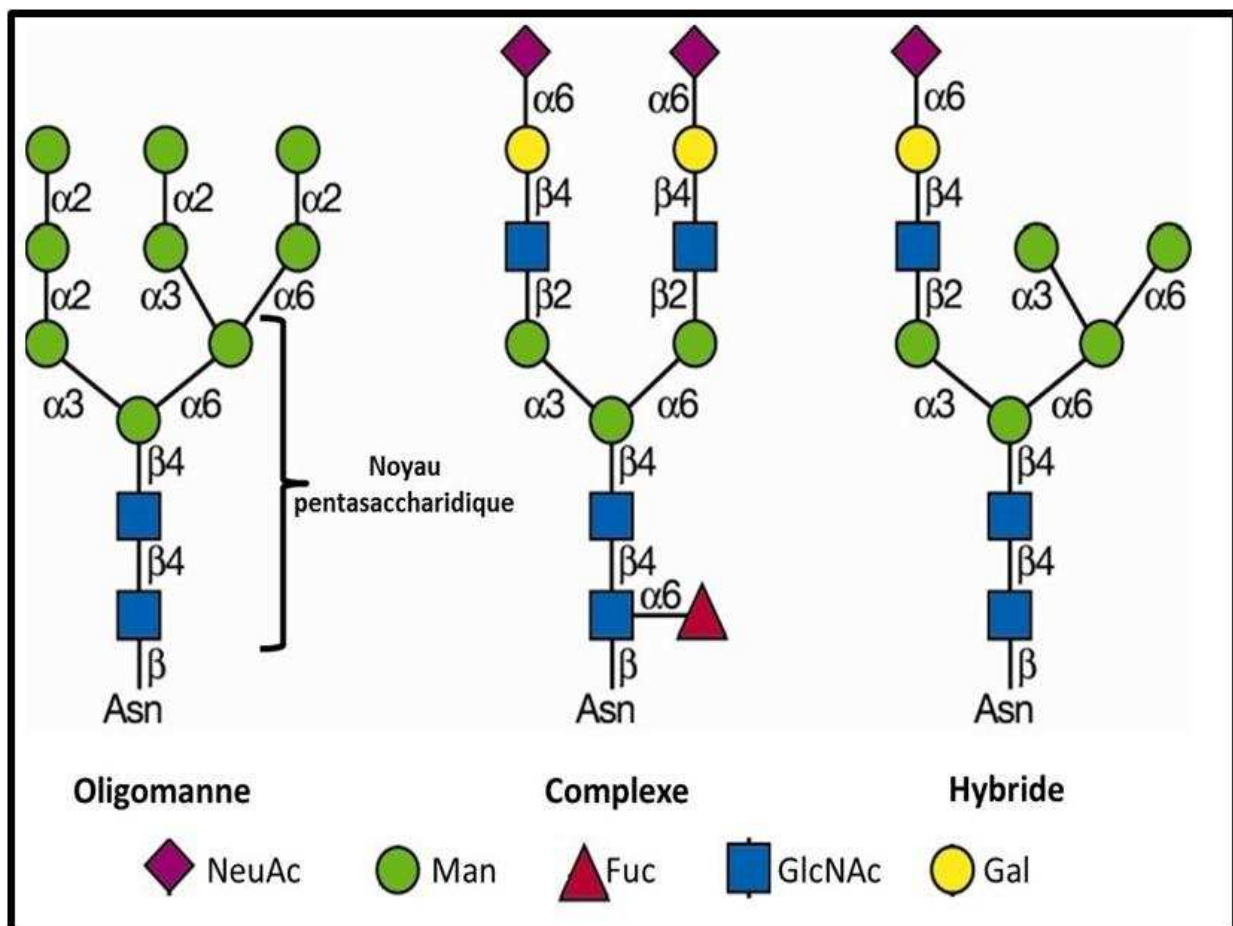 α6 α6 α6
β4 β4 β4
α2 α2 α2
β2 β2 β2
α2 α3 α6 α3 α6
α3 α6 α3 α6 α3 α6
β4 β4 β4
Noyau
pentasaccharidique
β4 β4 α6 β4
β β β
Asn Asn Asn
Oligomanne Complexe Hybride
NeuAc Man Fuc GlcNAc Gal